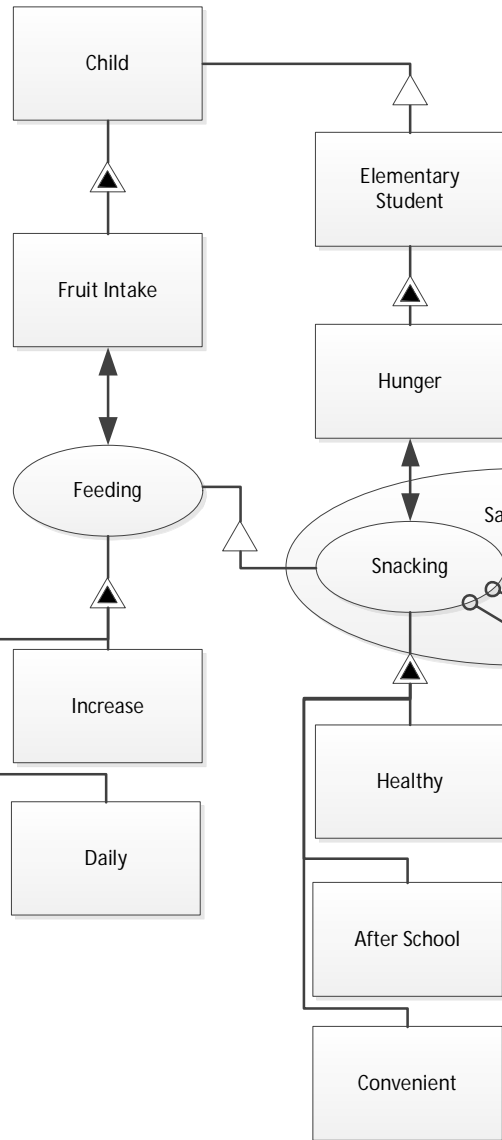 Child
Elementary
Student
Fruit Intake
Hunger
Feeding
Snacking
Increase
Healthy
Daily
After School
Convenient